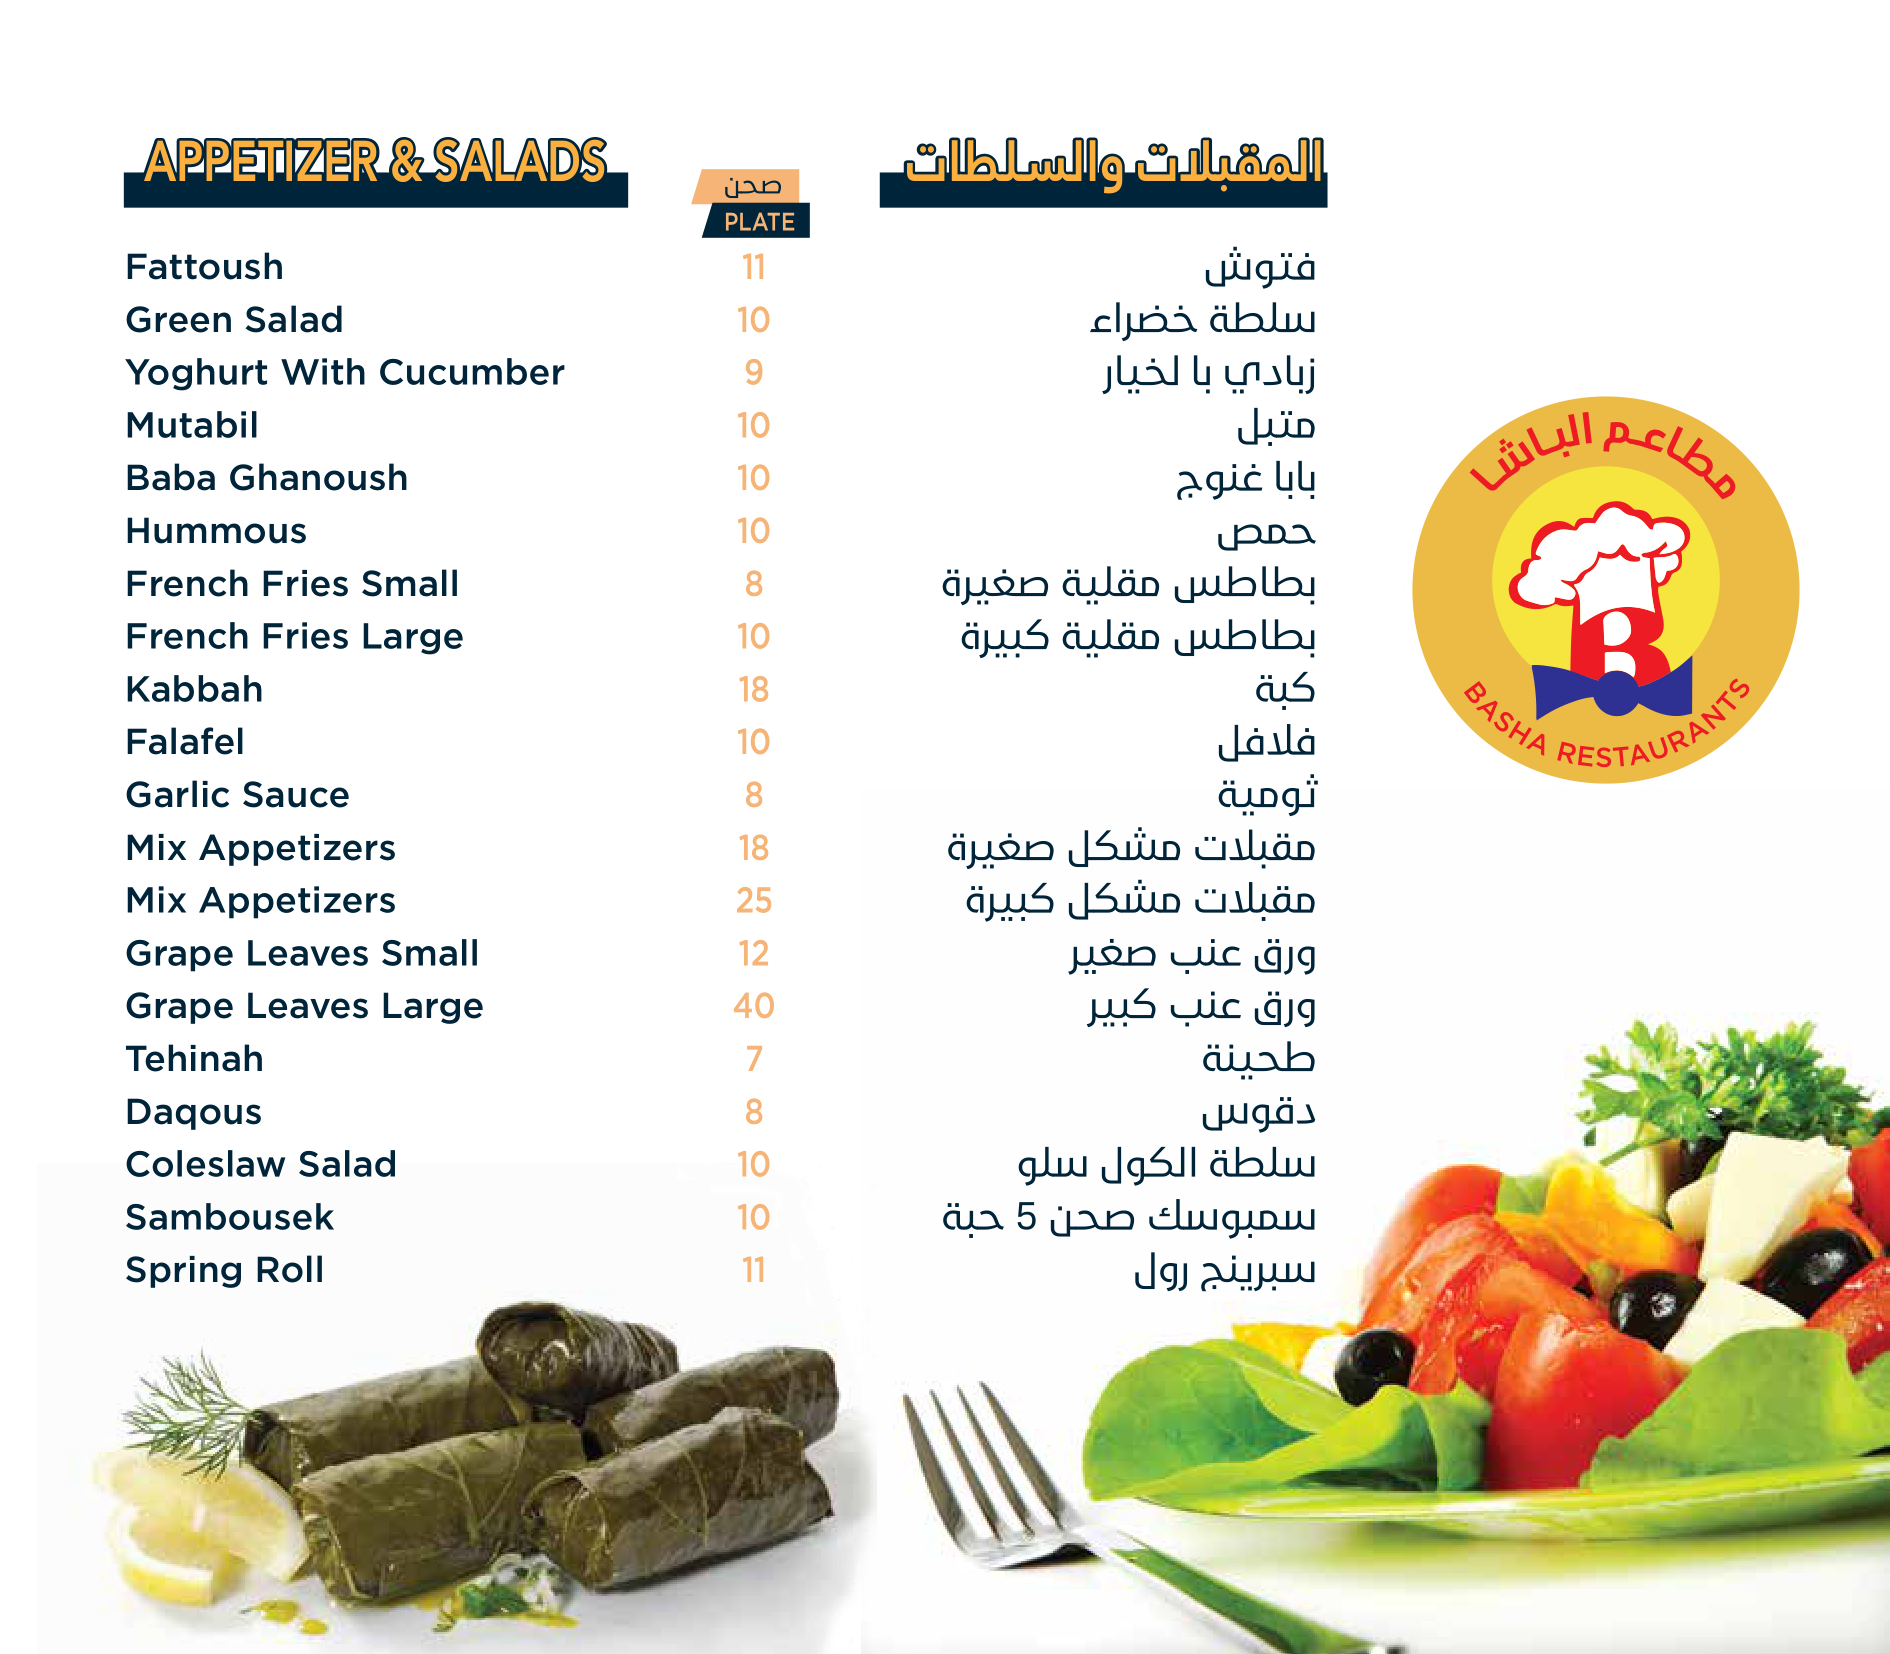 APPETIZER & SALADS
صحن
PLATE
المقبلات والسلطات
Fattoush 11 فتوش
Green Salad 10 سلطة خضراء
Yoghurt With Cucumber 9 زبادي با لخيار
Mutabil 10 متبل
Baba Ghanoush 10 بابا غنوج
Hummous 10 حمص
French Fries Small 8 بطاطس مقلية صغيرة
French Fries Large 10 بطاطس مقلية كبيرة
Kabbah 18 كبة
Falafel 10 فلافل
Garlic Sauce 8 ثومية
Mix Appetizers 18 مقبلات مشكل صغيرة
Mix Appetizers 25 مقبلات مشكل كبيرة
Grape Leaves Small 12 ورق عنب صغير
Grape Leaves Large 40 ورق عنب كبير
Tehinah 7 طحينة
Daqous 8 دقوس
Coleslaw Salad 10 سلطة الكول سلو
Sambousek 10 سمبوسك صحن 5 حبة
Spring Roll 11 سبرينج رول
مطاعم الباشا
B
BASHA RESTAURANTS